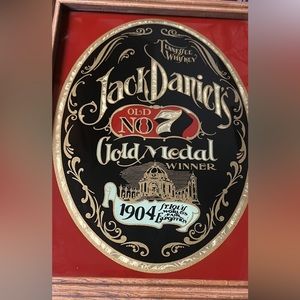 Tennessee
Whiskey
Jack Daniel's
OLD
NO 7
Gold Medal
WINNER
1904
St. Louis
World's
Fair
Exposition